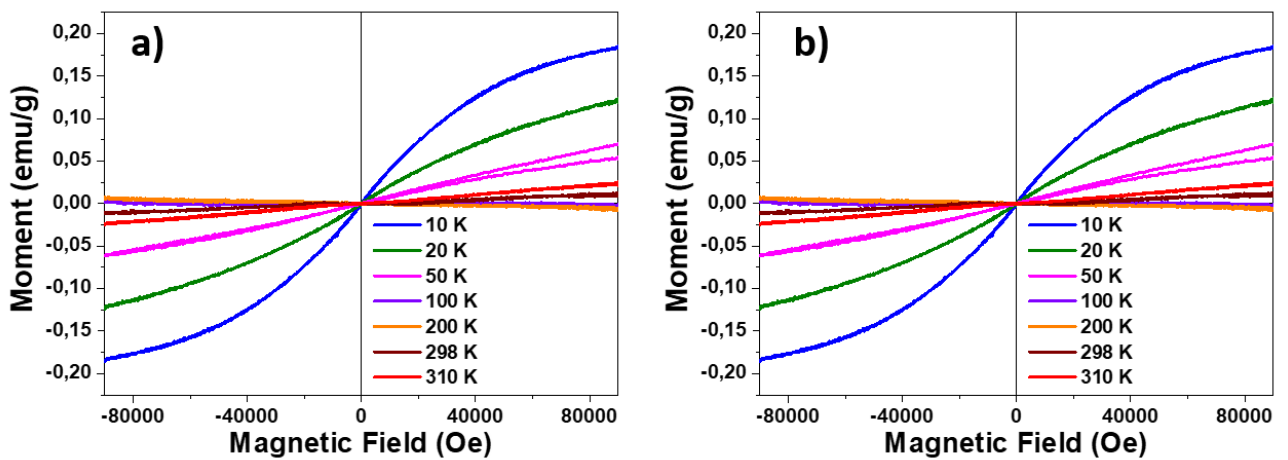 a)
Moment (emu/g)
0,20
0,15
0,10
0,05
0,00
-0,05
-0,10
-0,15
-0,20
10 K
20 K
50 K
100 K
200 K
298 K
310 K
-80000 -40000 0 40000 80000
Magnetic Field (Oe)
b)
Moment (emu/g)
0,20
0,15
0,10
0,05
0,00
-0,05
-0,10
-0,15
-0,20
10 K
20 K
50 K
100 K
200 K
298 K
310 K
-80000 -40000 0 40000 80000
Magnetic Field (Oe)